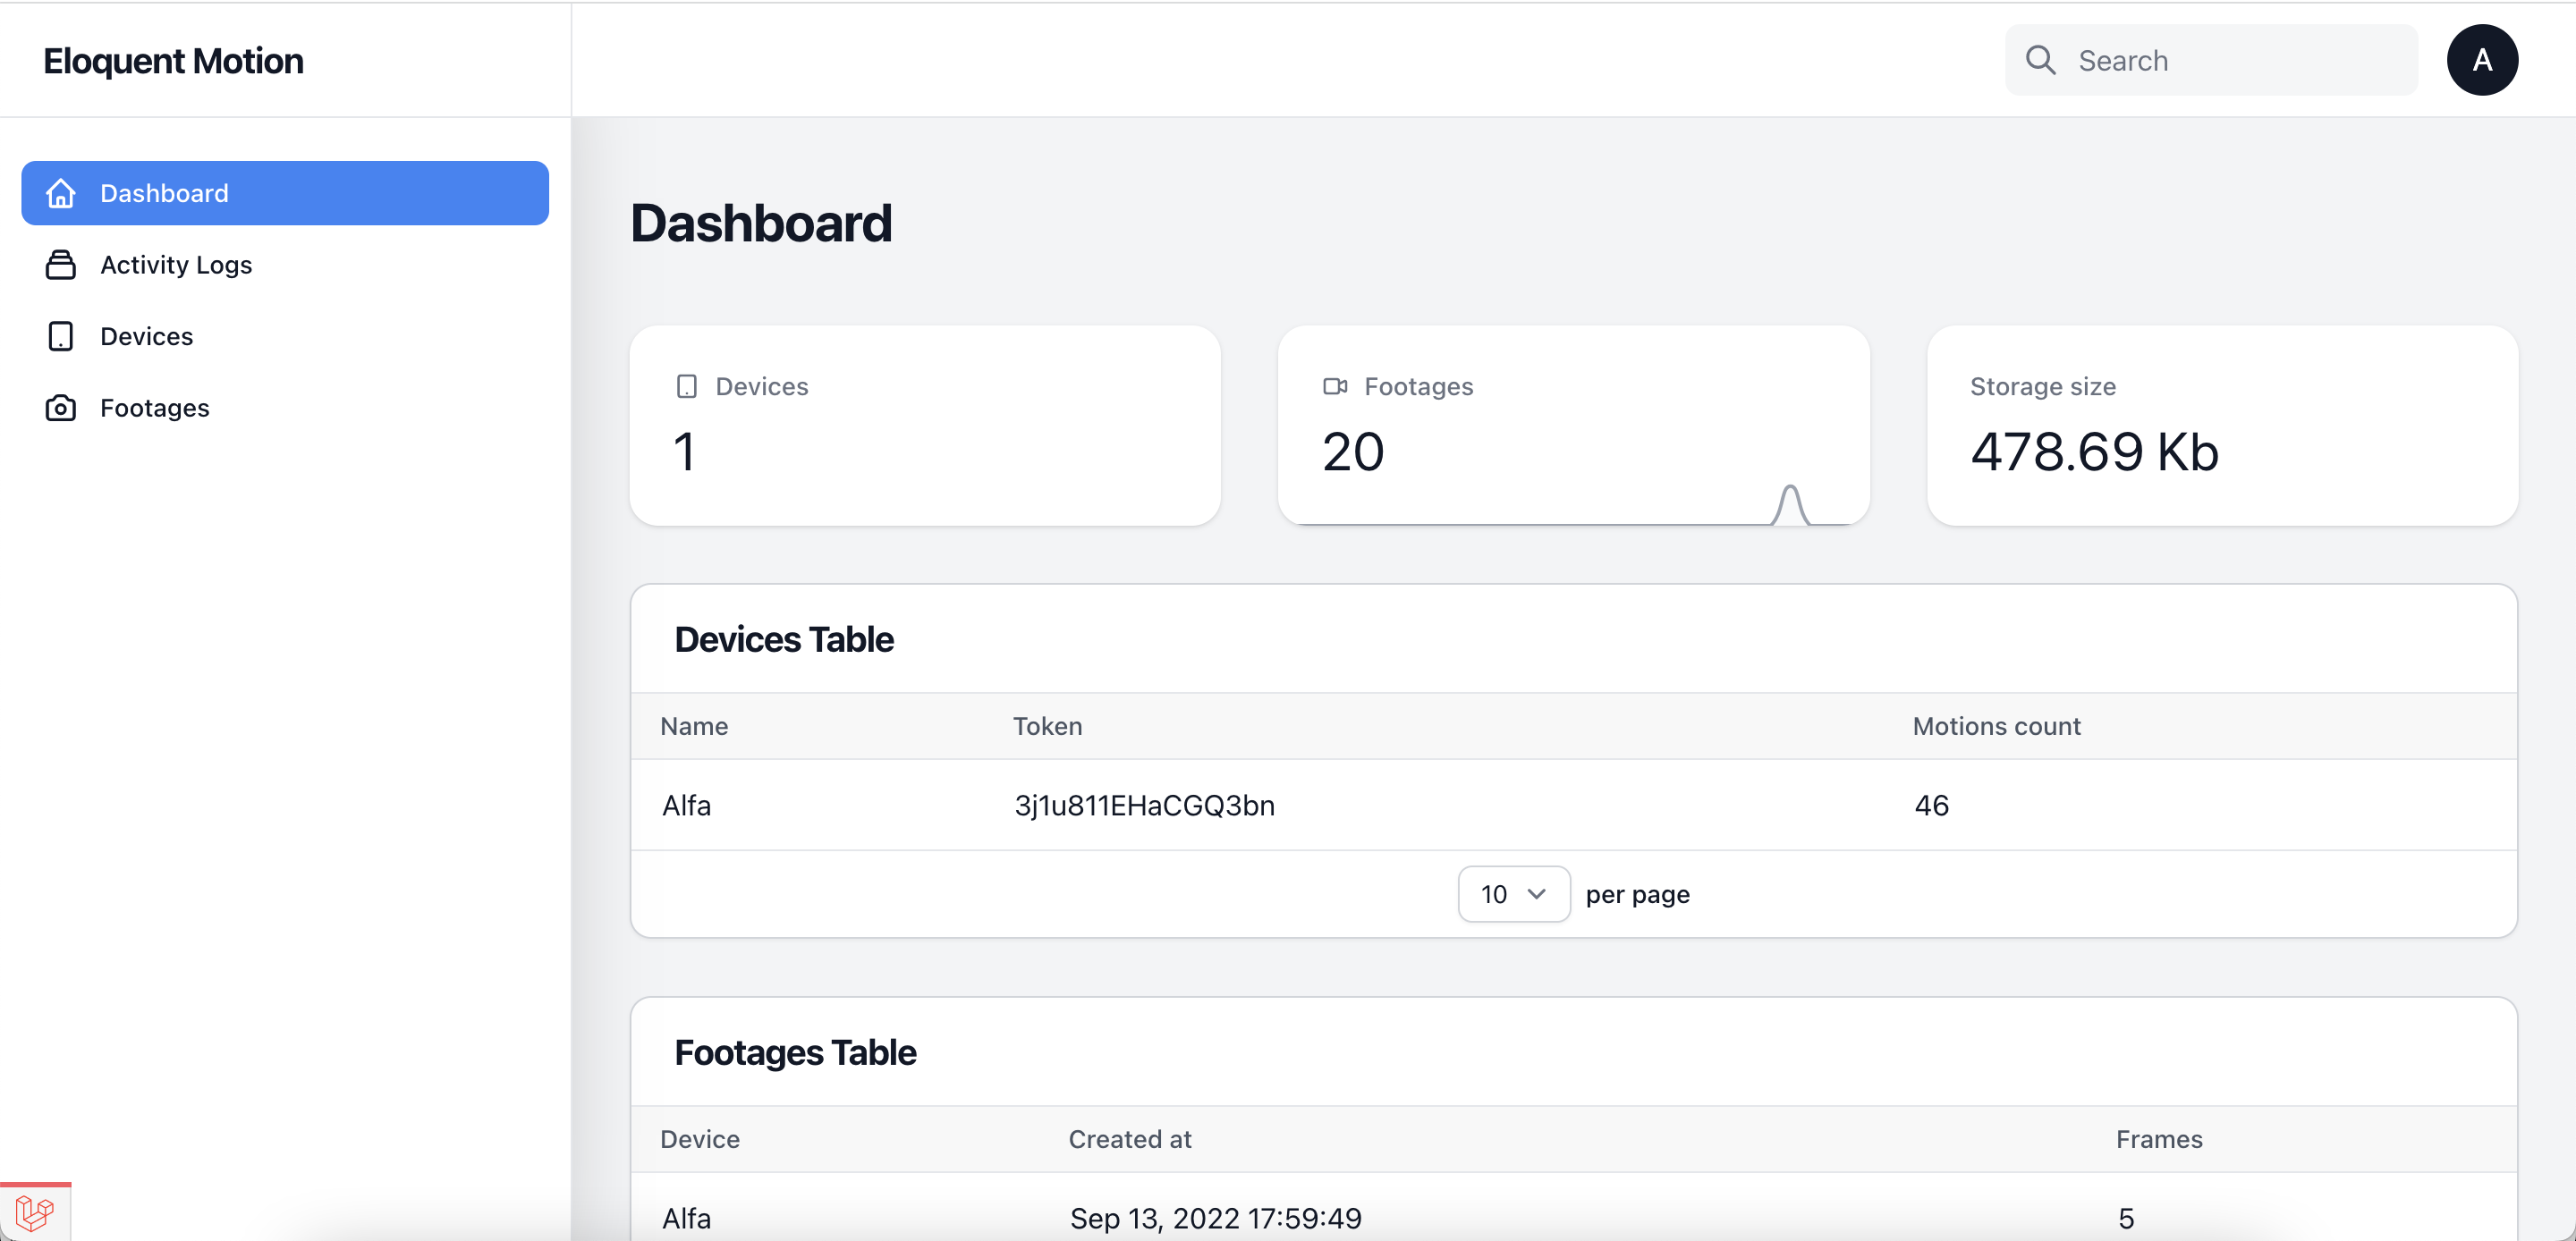 Eloquent Motion
Search
A
Dashboard
Activity Logs
Devices
Footages
Dashboard
Devices
1
Footages
20
Storage size
478.69 Kb
Devices Table
Name Token Motions count
Alfa 3j1u811EHaCGQ3bn 46
10 per page
Footages Table
Device Created at Frames
Alfa Sep 13, 2022 17:59:49 5